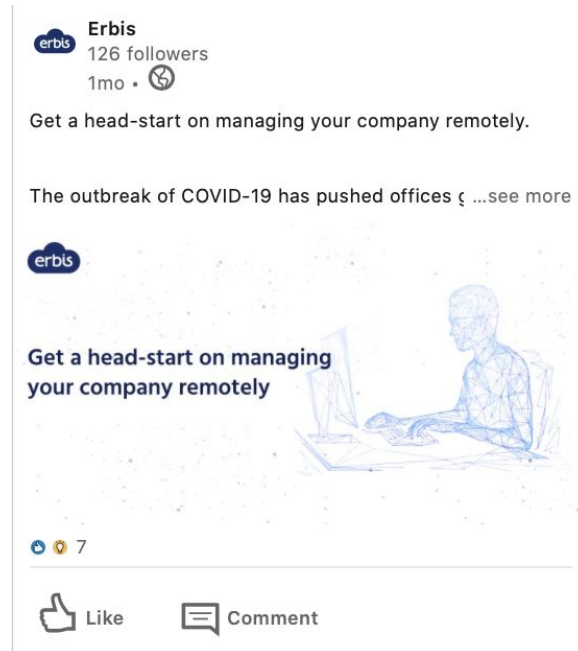 erbis
Erbis
126 followers
1mo •
Get a head-start on managing your company remotely.
The outbreak of COVID-19 has pushed offices ...see more
erbis
Get a head-start on managing
your company remotely
7
Like
Comment